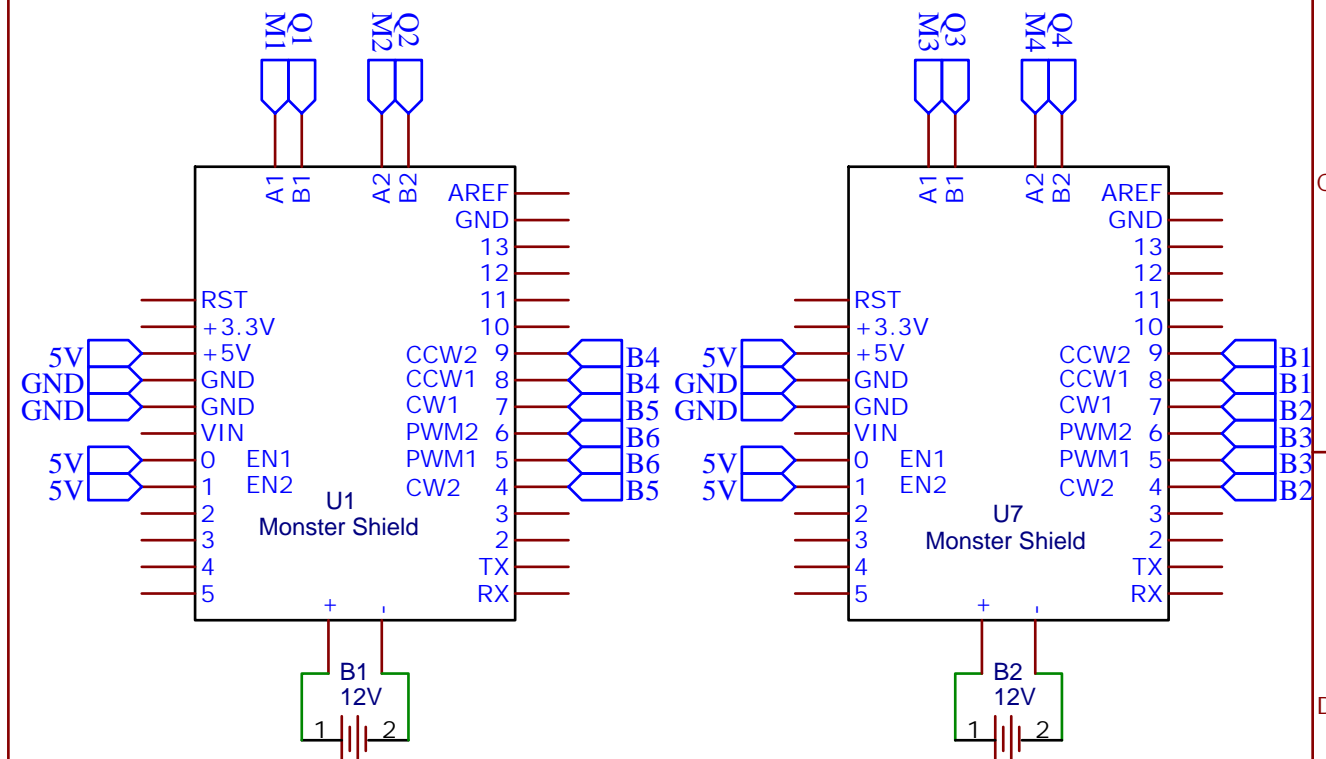 M1 Q1 M2 Q2 M3 Q3 M4 Q4
A1 B1 A2 B2 A1 B1 A2 B2
AREF AREF
GND GND
13 13
12 12
RST 11 RST 11
+3.3V 10 +3.3V 10
5V +5V CCW2 9 B4 5V +5V CCW2 9 B1
GND GND CCW1 8 B4 GND GND CCW1 8 B1
GND GND CW1 7 B5 GND GND CW1 7 B2
VIN PWM2 6 B6 VIN PWM2 6 B3
5V 0 EN1 PWM1 5 B6 5V 0 EN1 PWM1 5 B3
5V 1 EN2 CW2 4 B5 5V 1 EN2 CW2 4 B2
2 U1 3 2 U7 3
3 Monster Shield 2 3 Monster Shield 2
4 TX 4 TX
5 RX 5 RX
+ - + -
B1 B2
12V 12V
1 2 1 2
D